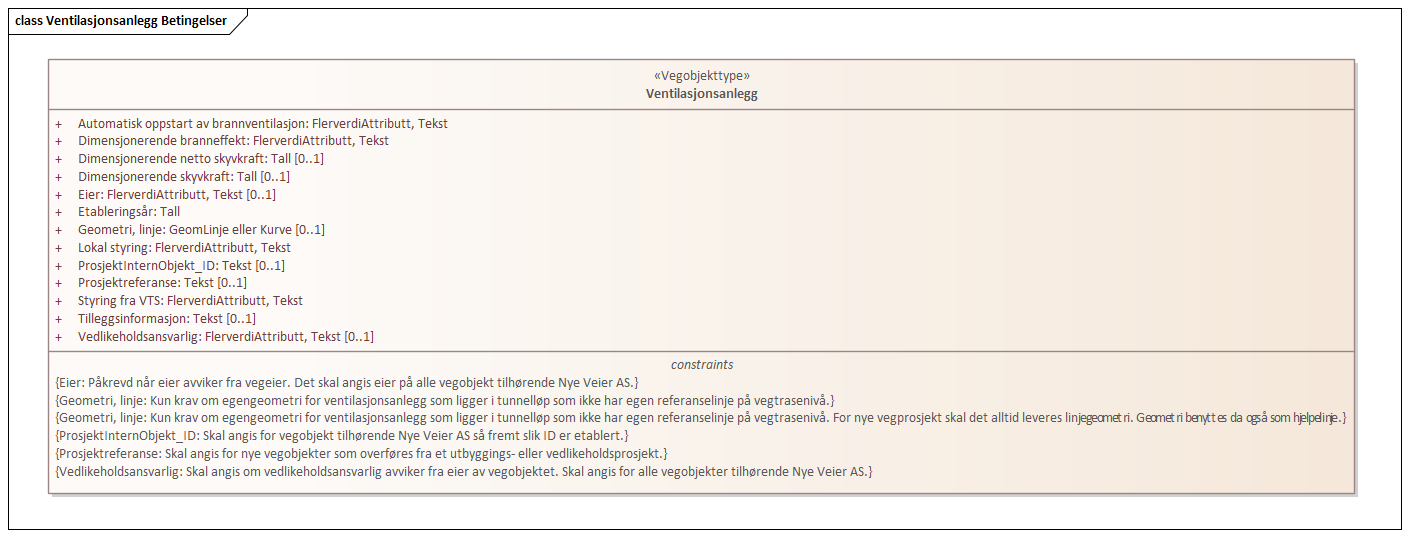 class Ventilasjonsanlegg Betingelser
«Vegobjekttype»
Ventilasjonsanlegg
+ Automatisk oppstart av brannventilasjon: FlerverdiAttributt, Tekst
+ Dimensjonerende branneffekt: FlerverdiAttributt, Tekst
+ Dimensjonerende netto skyvkraft: Tall [0..1]
+ Dimensjonerende skyvkraft: Tall [0..1]
+ Eier: FlerverdiAttributt, Tekst [0..1]
+ Etableringsår: Tall
+ Geometri, linje: GeomLinje eller Kurve [0..1]
+ Lokal styring: FlerverdiAttributt, Tekst
+ ProsjektInternObjekt_ID: Tekst [0..1]
+ Prosjektreferanse: Tekst [0..1]
+ Styring fra VTS: FlerverdiAttributt, Tekst
+ Tilleggsinformasjon: Tekst [0..1]
+ Vedlikeholdsansvarlig: FlerverdiAttributt, Tekst [0..1]
constraints
{Eier: Påkrevd når eier avviker fra vegeier. Det skal angis eier på alle vegobjekt tilhørende Nye Veier AS.}
{Geometri, linje: Kun krav om egengeometri for ventilasjonsanlegg som ligger i tunnelløp som ikke har egen referanselinje på vegtrasenivå.}
{Geometri, linje: Kun krav om egengeometri for ventilasjonsanlegg som ligger i tunnelløp som ikke har egen referanselinje på vegtrasenivå. For nye vegprosjekt skal det alltid leveres linjegeometri. Geometri benyttes da også som hjelpelinje.}
{ProsjektInternObjekt_ID: Skal angis for vegobjekt tilhørende Nye Veier AS så fremt slik ID er etablert.}
{Prosjektreferanse: Skal angis for nye vegobjekter som overføres fra et utbyggings- eller vedlikeholdsprosjekt.}
{Vedlikeholdsansvarlig: Skal angis om vedlikeholdsansvarlig avviker fra eier av vegobjektet. Skal angis for alle vegobjekter tilhørende Nye Veier AS.}